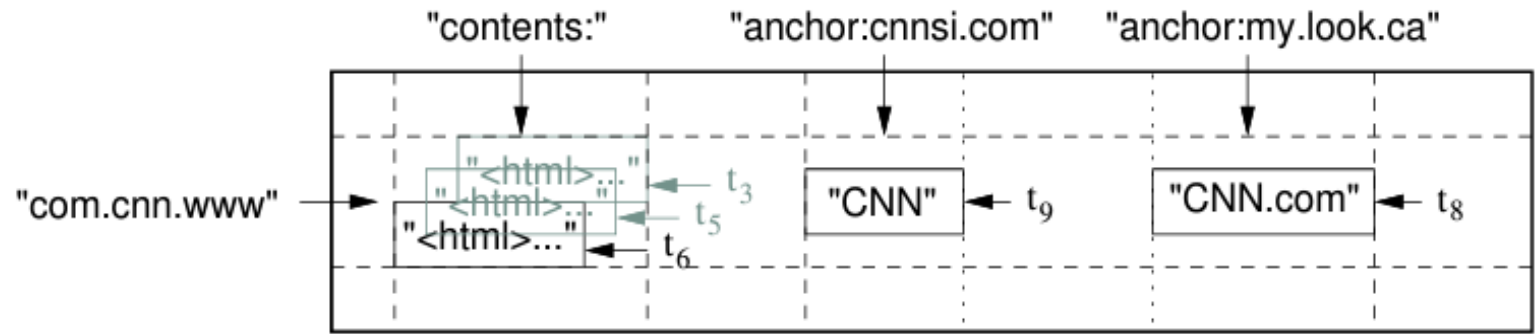 "contents:" "anchor:cnnsi.com" "anchor:my.look.ca"
"<html>..." t3
"com.cnn.www" "<html>..." "CNN" t9 "CNN.com" t8
t5
"<html>..." t6